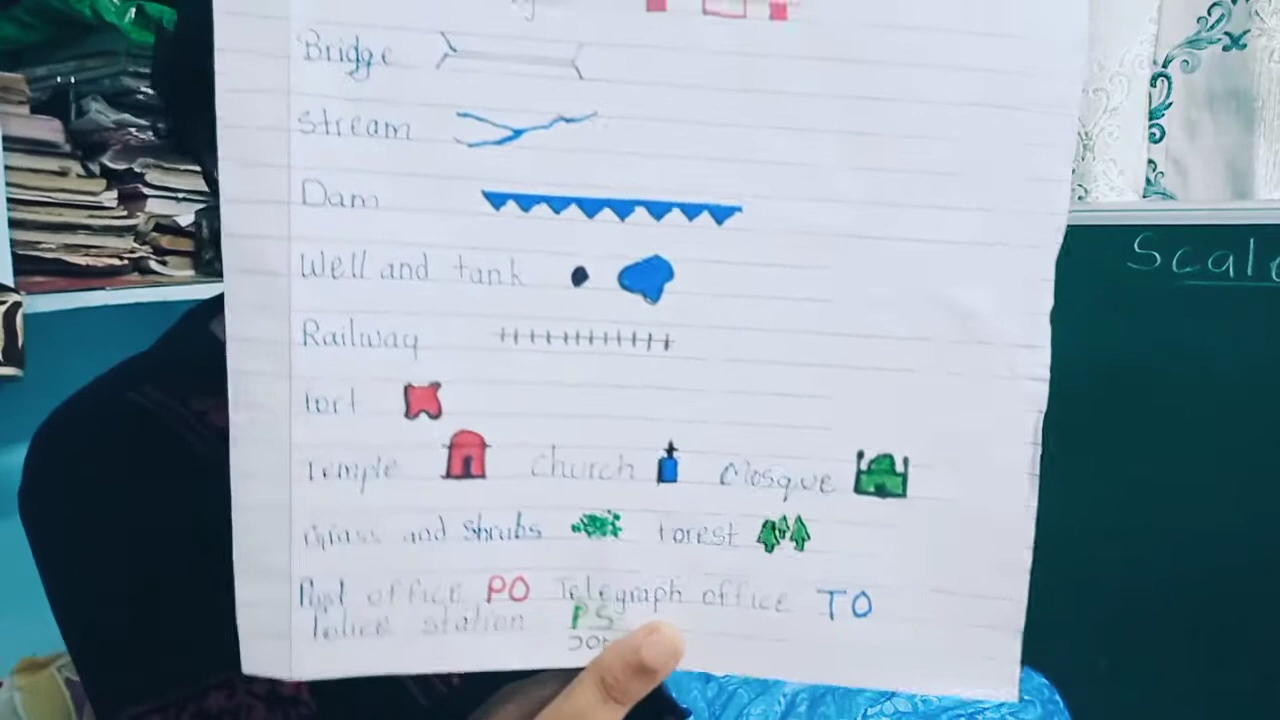 Bridge
stream
Dam
Well and tank
Railway
fort
Temple church Mosque
Grass and shrubs forest
Post office PO Telegraph office TO
Police station PS
Scale